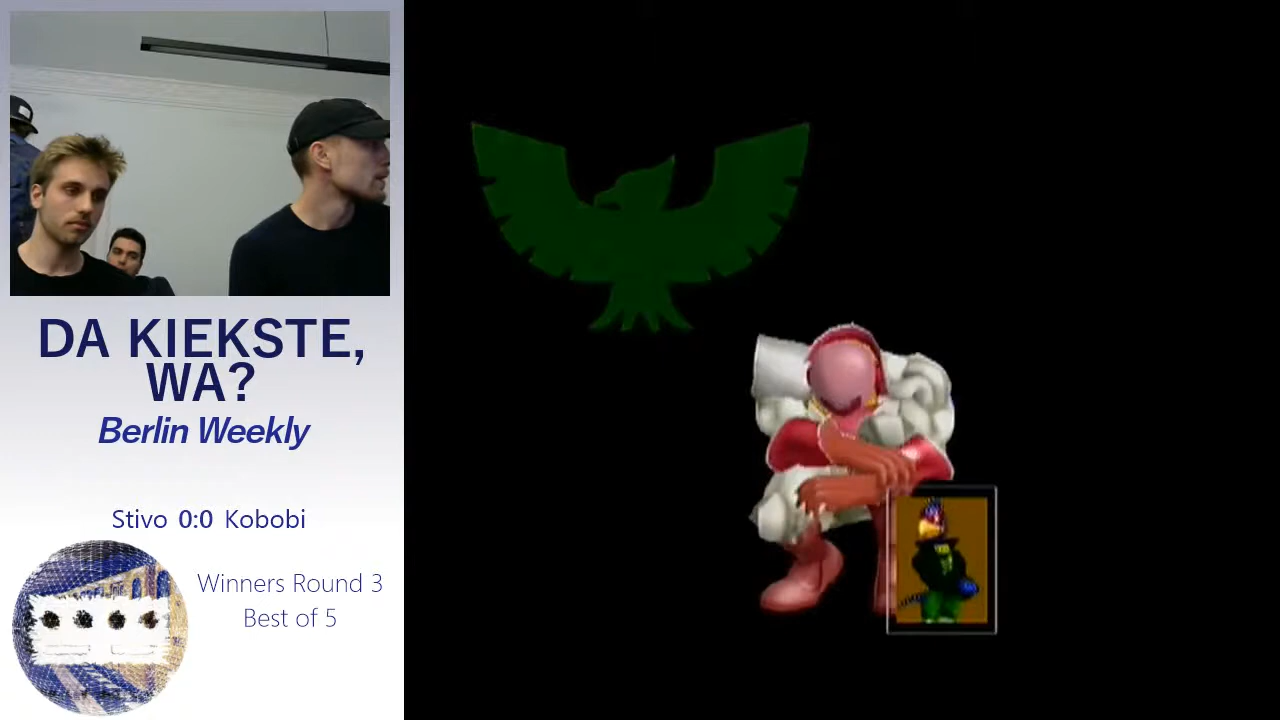 DA KIEKSTE,
WA?
Berlin Weekly
Stivo 0:0 Kobobi
Winners Round 3
Best of 5